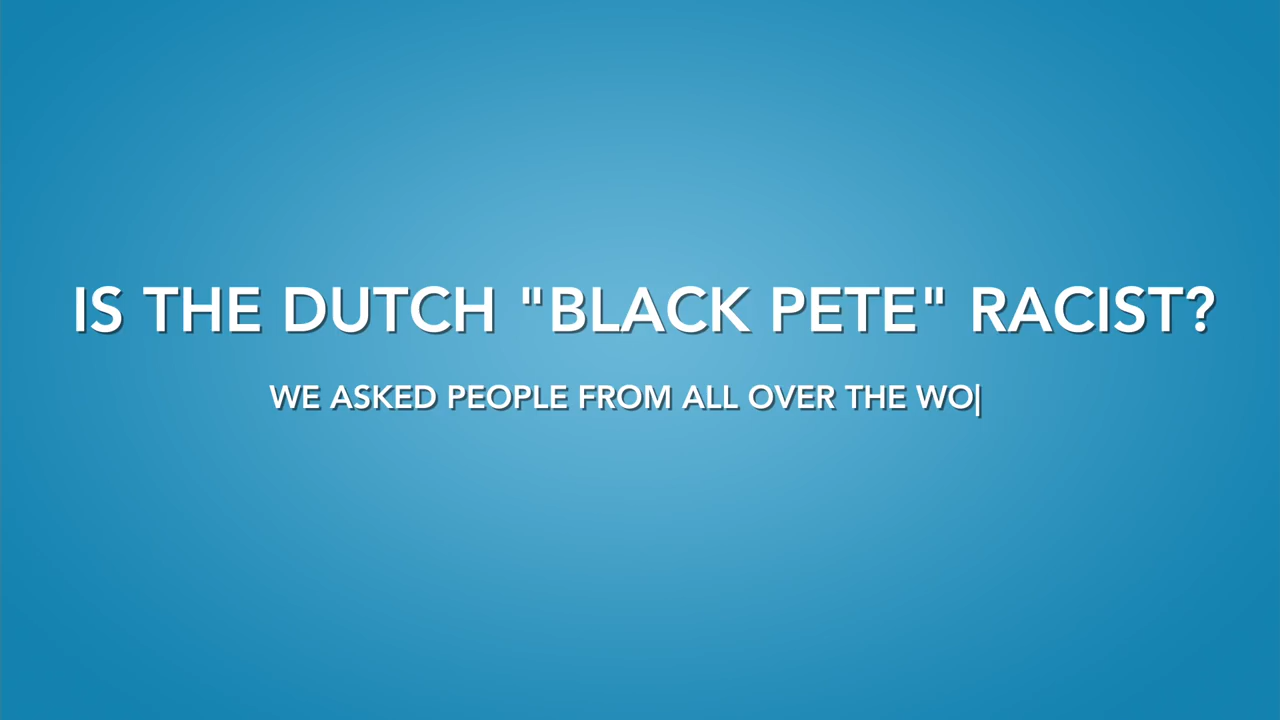 IS THE DUTCH "BLACK PETE" RACIST?
WE ASKED PEOPLE FROM ALL OVER THE WO|